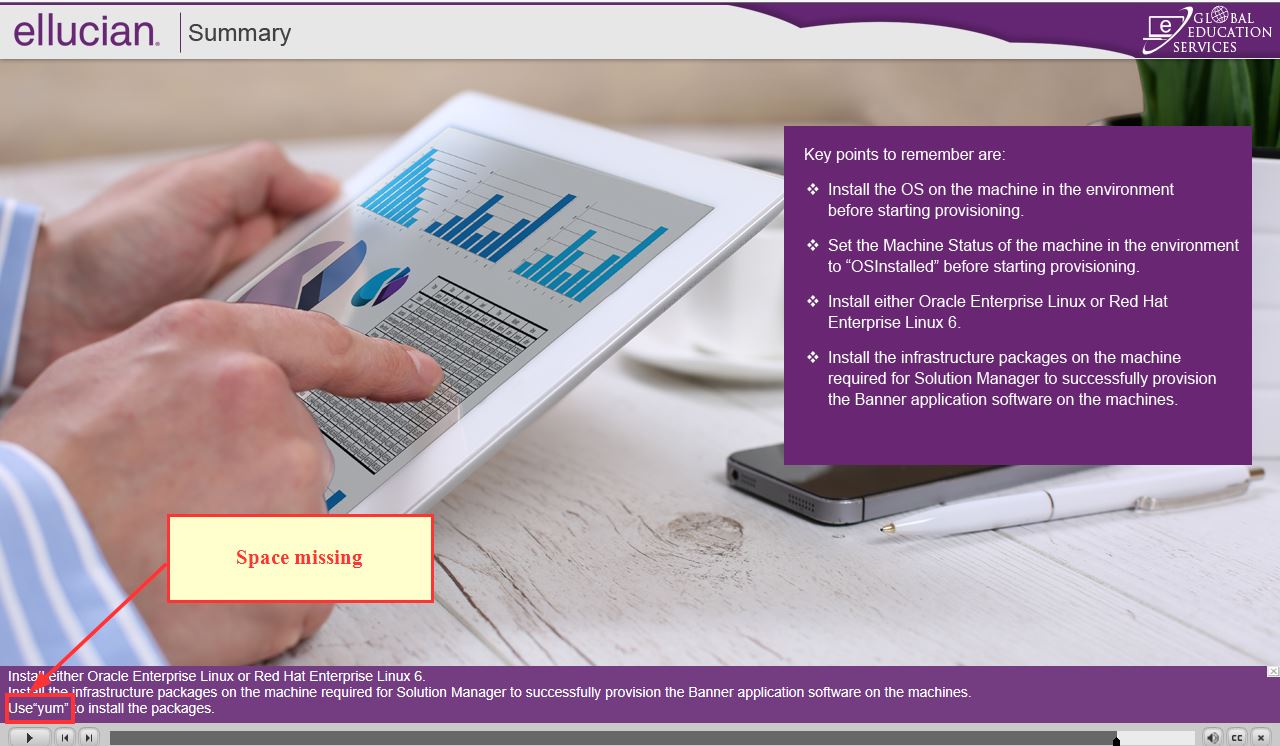 ellucian. Summary
GLOBAL
EDUCATION
SERVICES
Key points to remember are:
Install the OS on the machine in the environment
before starting provisioning.
Set the Machine Status of the machine in the environment
to “OSInstalled” before starting provisioning.
Install either Oracle Enterprise Linux or Red Hat
Enterprise Linux 6.
Install the infrastructure packages on the machine
required for Solution Manager to successfully provision
the Banner application software on the machines.
Space missing
Install either Oracle Enterprise Linux or Red Hat Enterprise Linux 6.
Install the infrastructure packages on the machine required for Solution Manager to successfully provision the Banner application software on the machines.
Use“yum” to install the packages.
CC